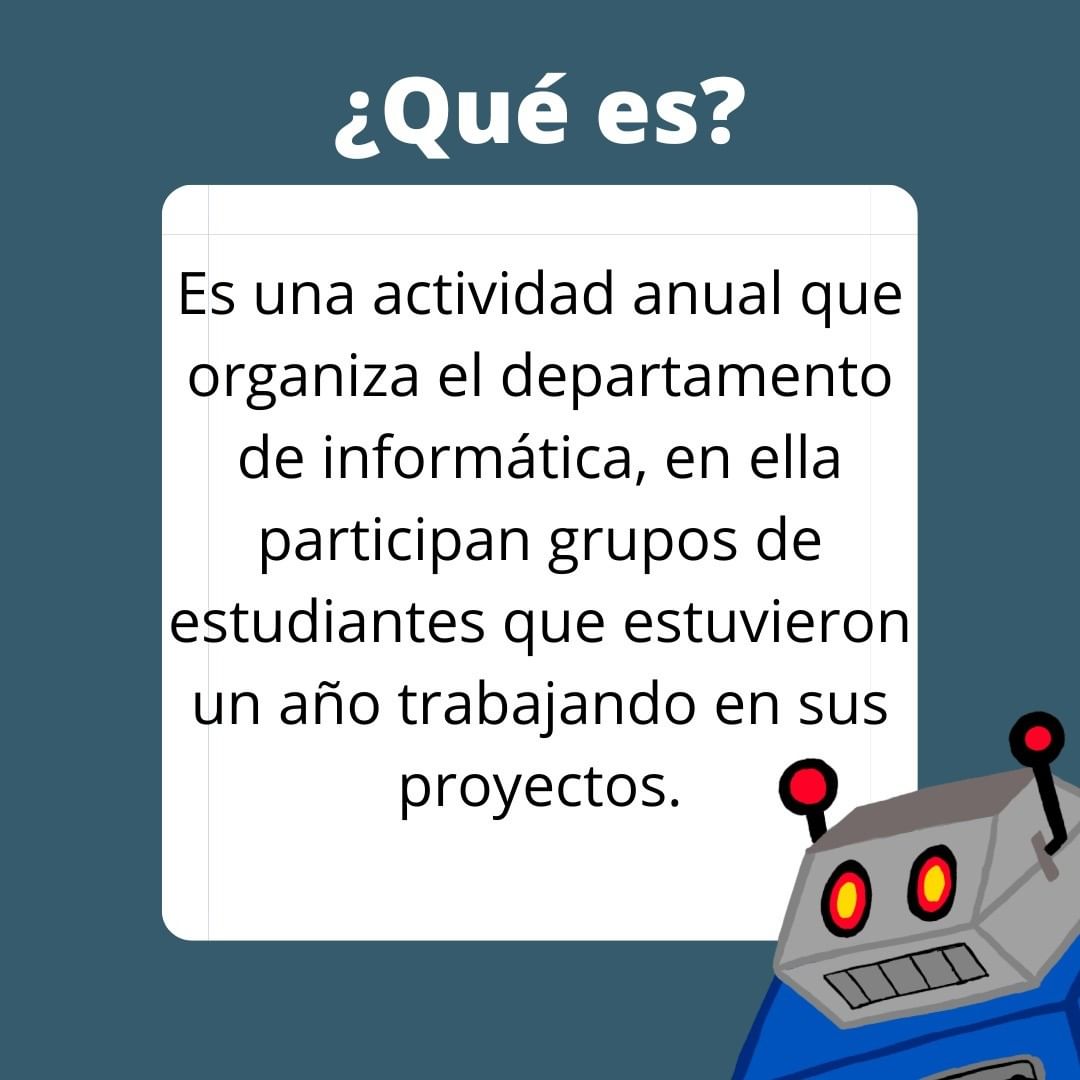 ¿Qué es?
Es una actividad anual que
organiza el departamento
de informática, en ella
participan grupos de
estudiantes que estuvieron
un año trabajando en sus
proyectos.